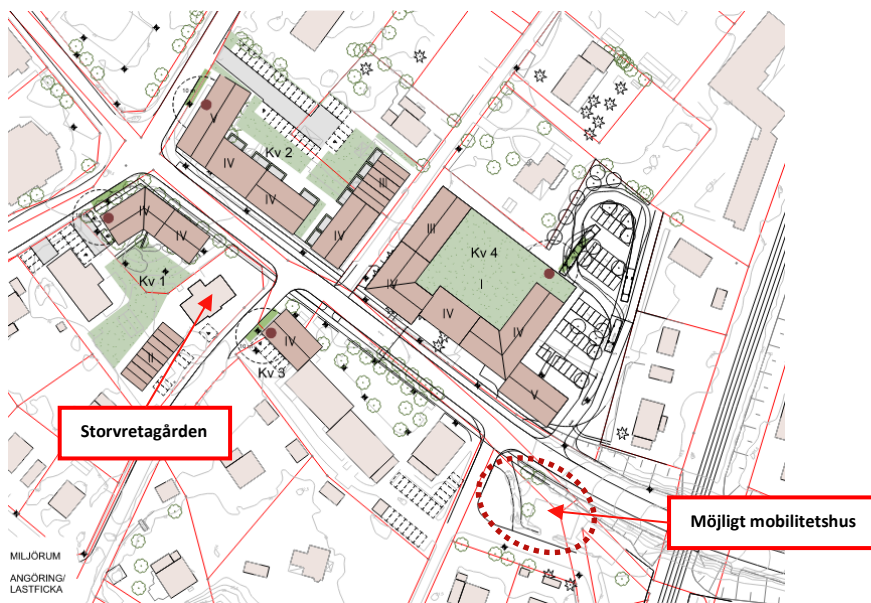 V
Kv 2
IV
III
IV
IV
IV
IV
Kv 1
II
III
Kv 4
I
IV
IV
IV
V
IV
Kv 3
Storvretagården
Möjligt mobilitetshus
MILJÖRUM
ANGÖRING/
LASTFICKA